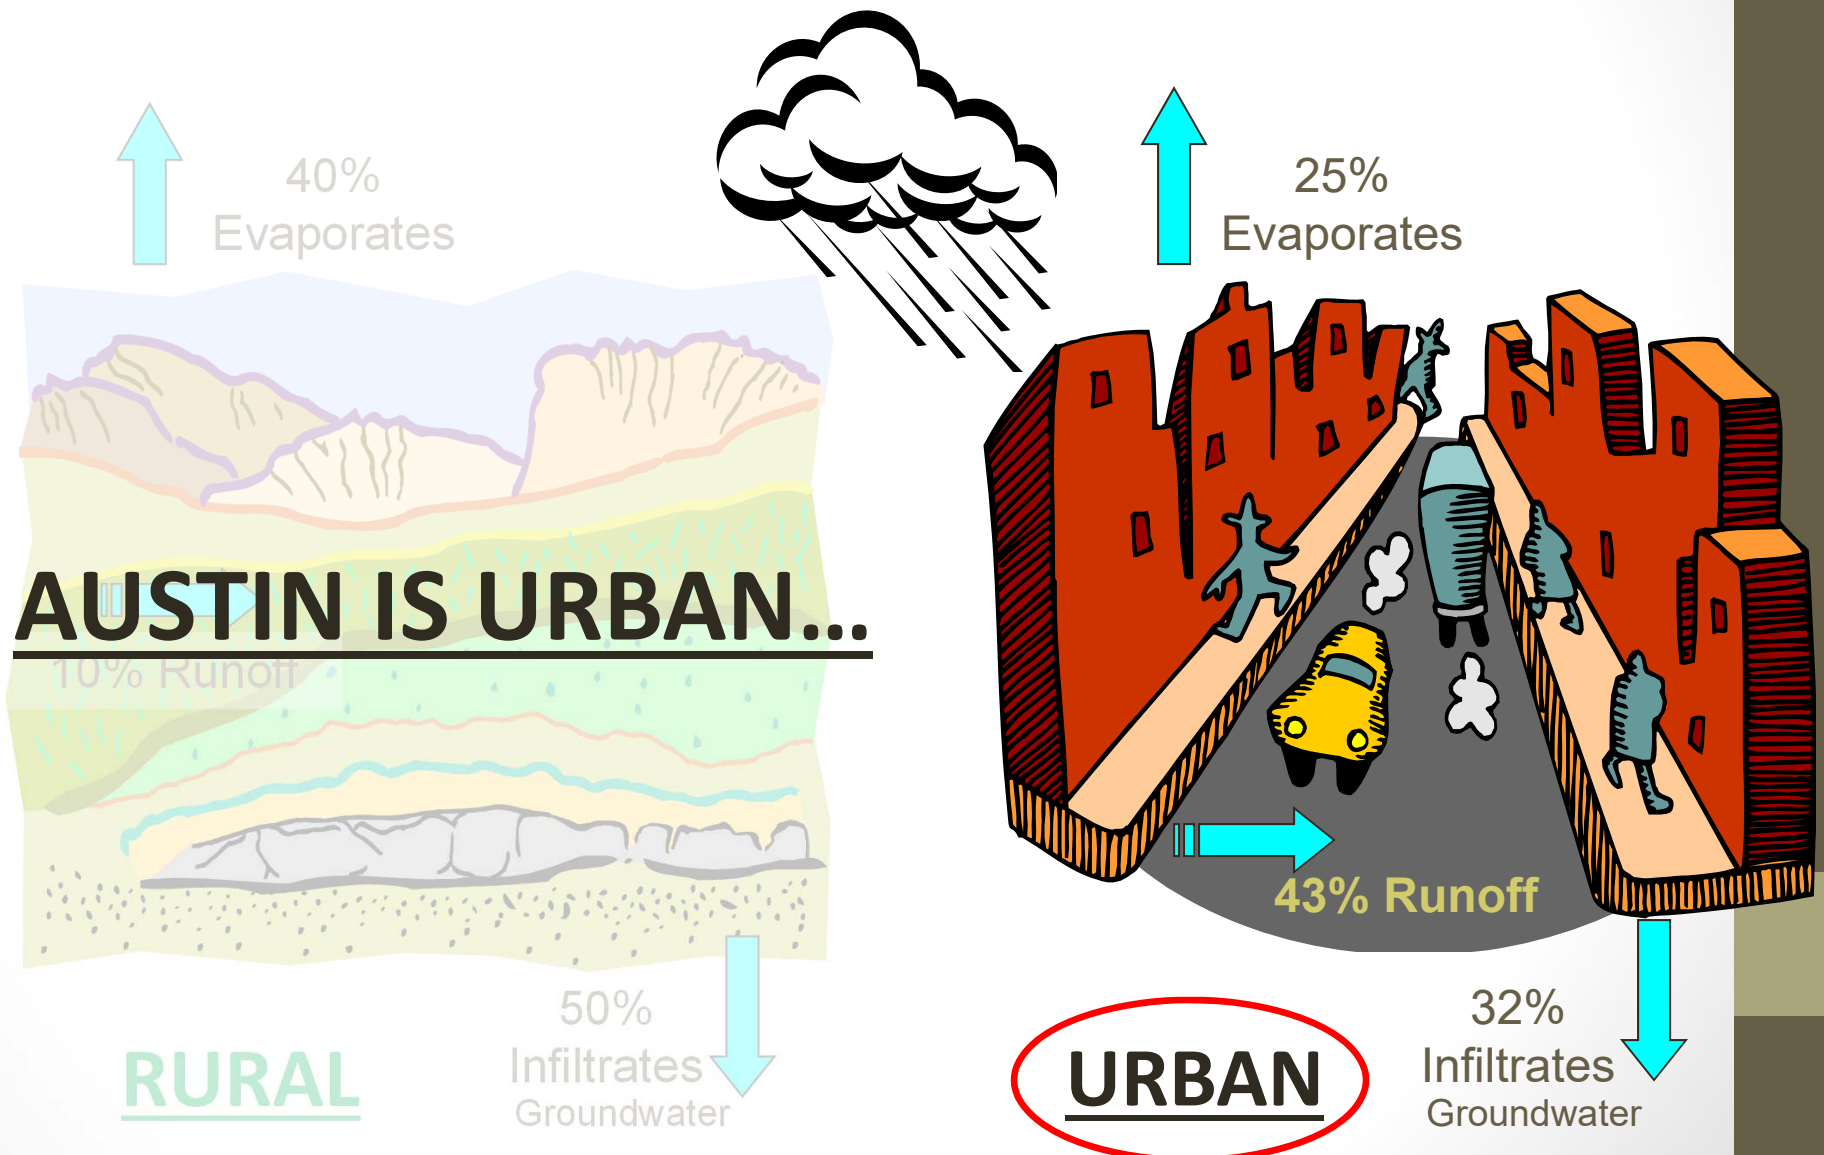 40%
Evaporates
25%
Evaporates
AUSTIN IS URBAN...
10% Runoff
43% Runoff
50%
Infiltrates
Groundwater
RURAL
URBAN
32%
Infiltrates
Groundwater